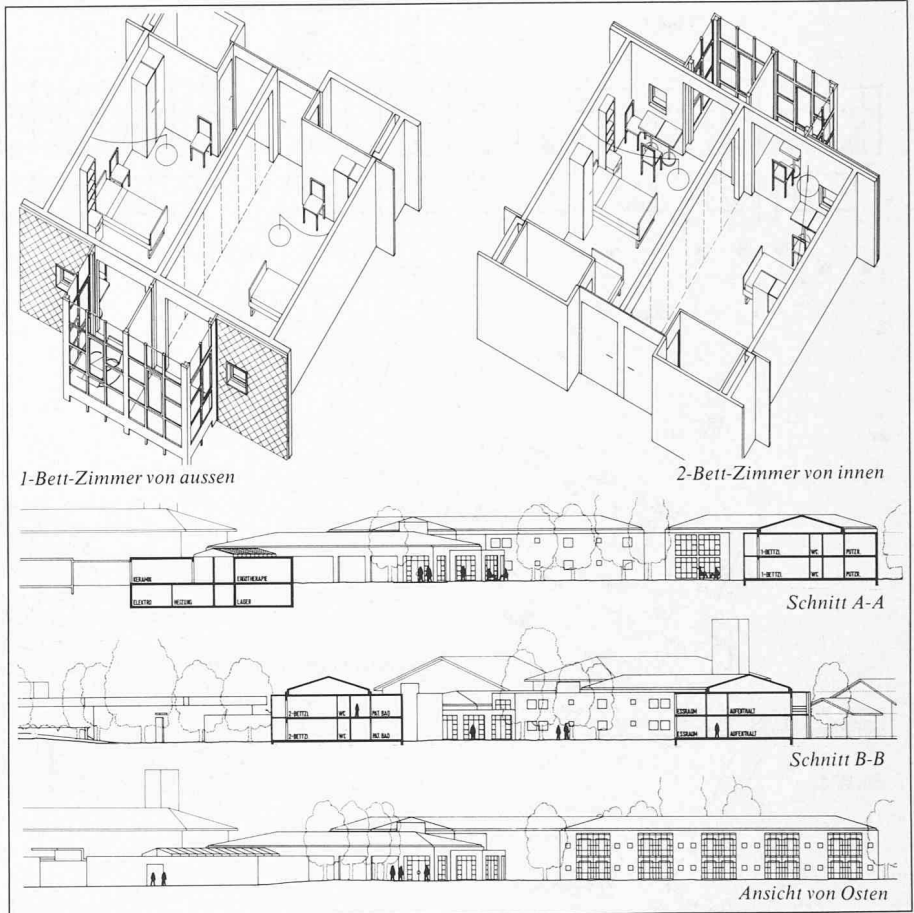 1-Bett-Zimmer von aussen
2-Bett-Zimmer von innen
1-BETTZI. WC PUTZR.
KERAMIK ERGOTHERAPIE
1-BETTZI. WC PUTZR.
ELEKTRO HEIZUNG LAGER
Schnitt A-A
2-BETTZI. WC PAT. BAD ESSRAUM AUFENTHALT
2-BETTZI. WC PAT. BAD ESSRAUM AUFENTHALT
Schnitt B-B
Ansicht von Osten